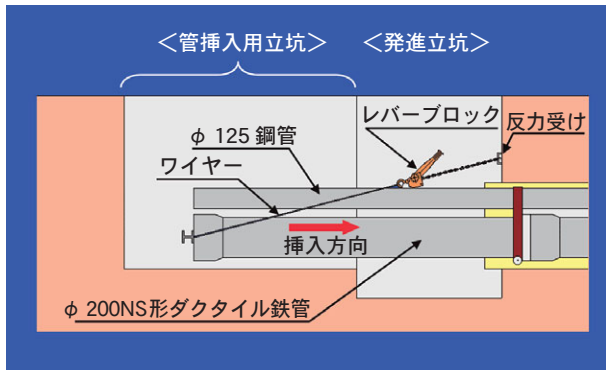 ＜管挿入用立坑＞
＜発進立坑＞
レバーブロック
反力受け
φ 125 鋼管
ワイヤー
挿入方向
φ 200NS形ダクタイル鉄管